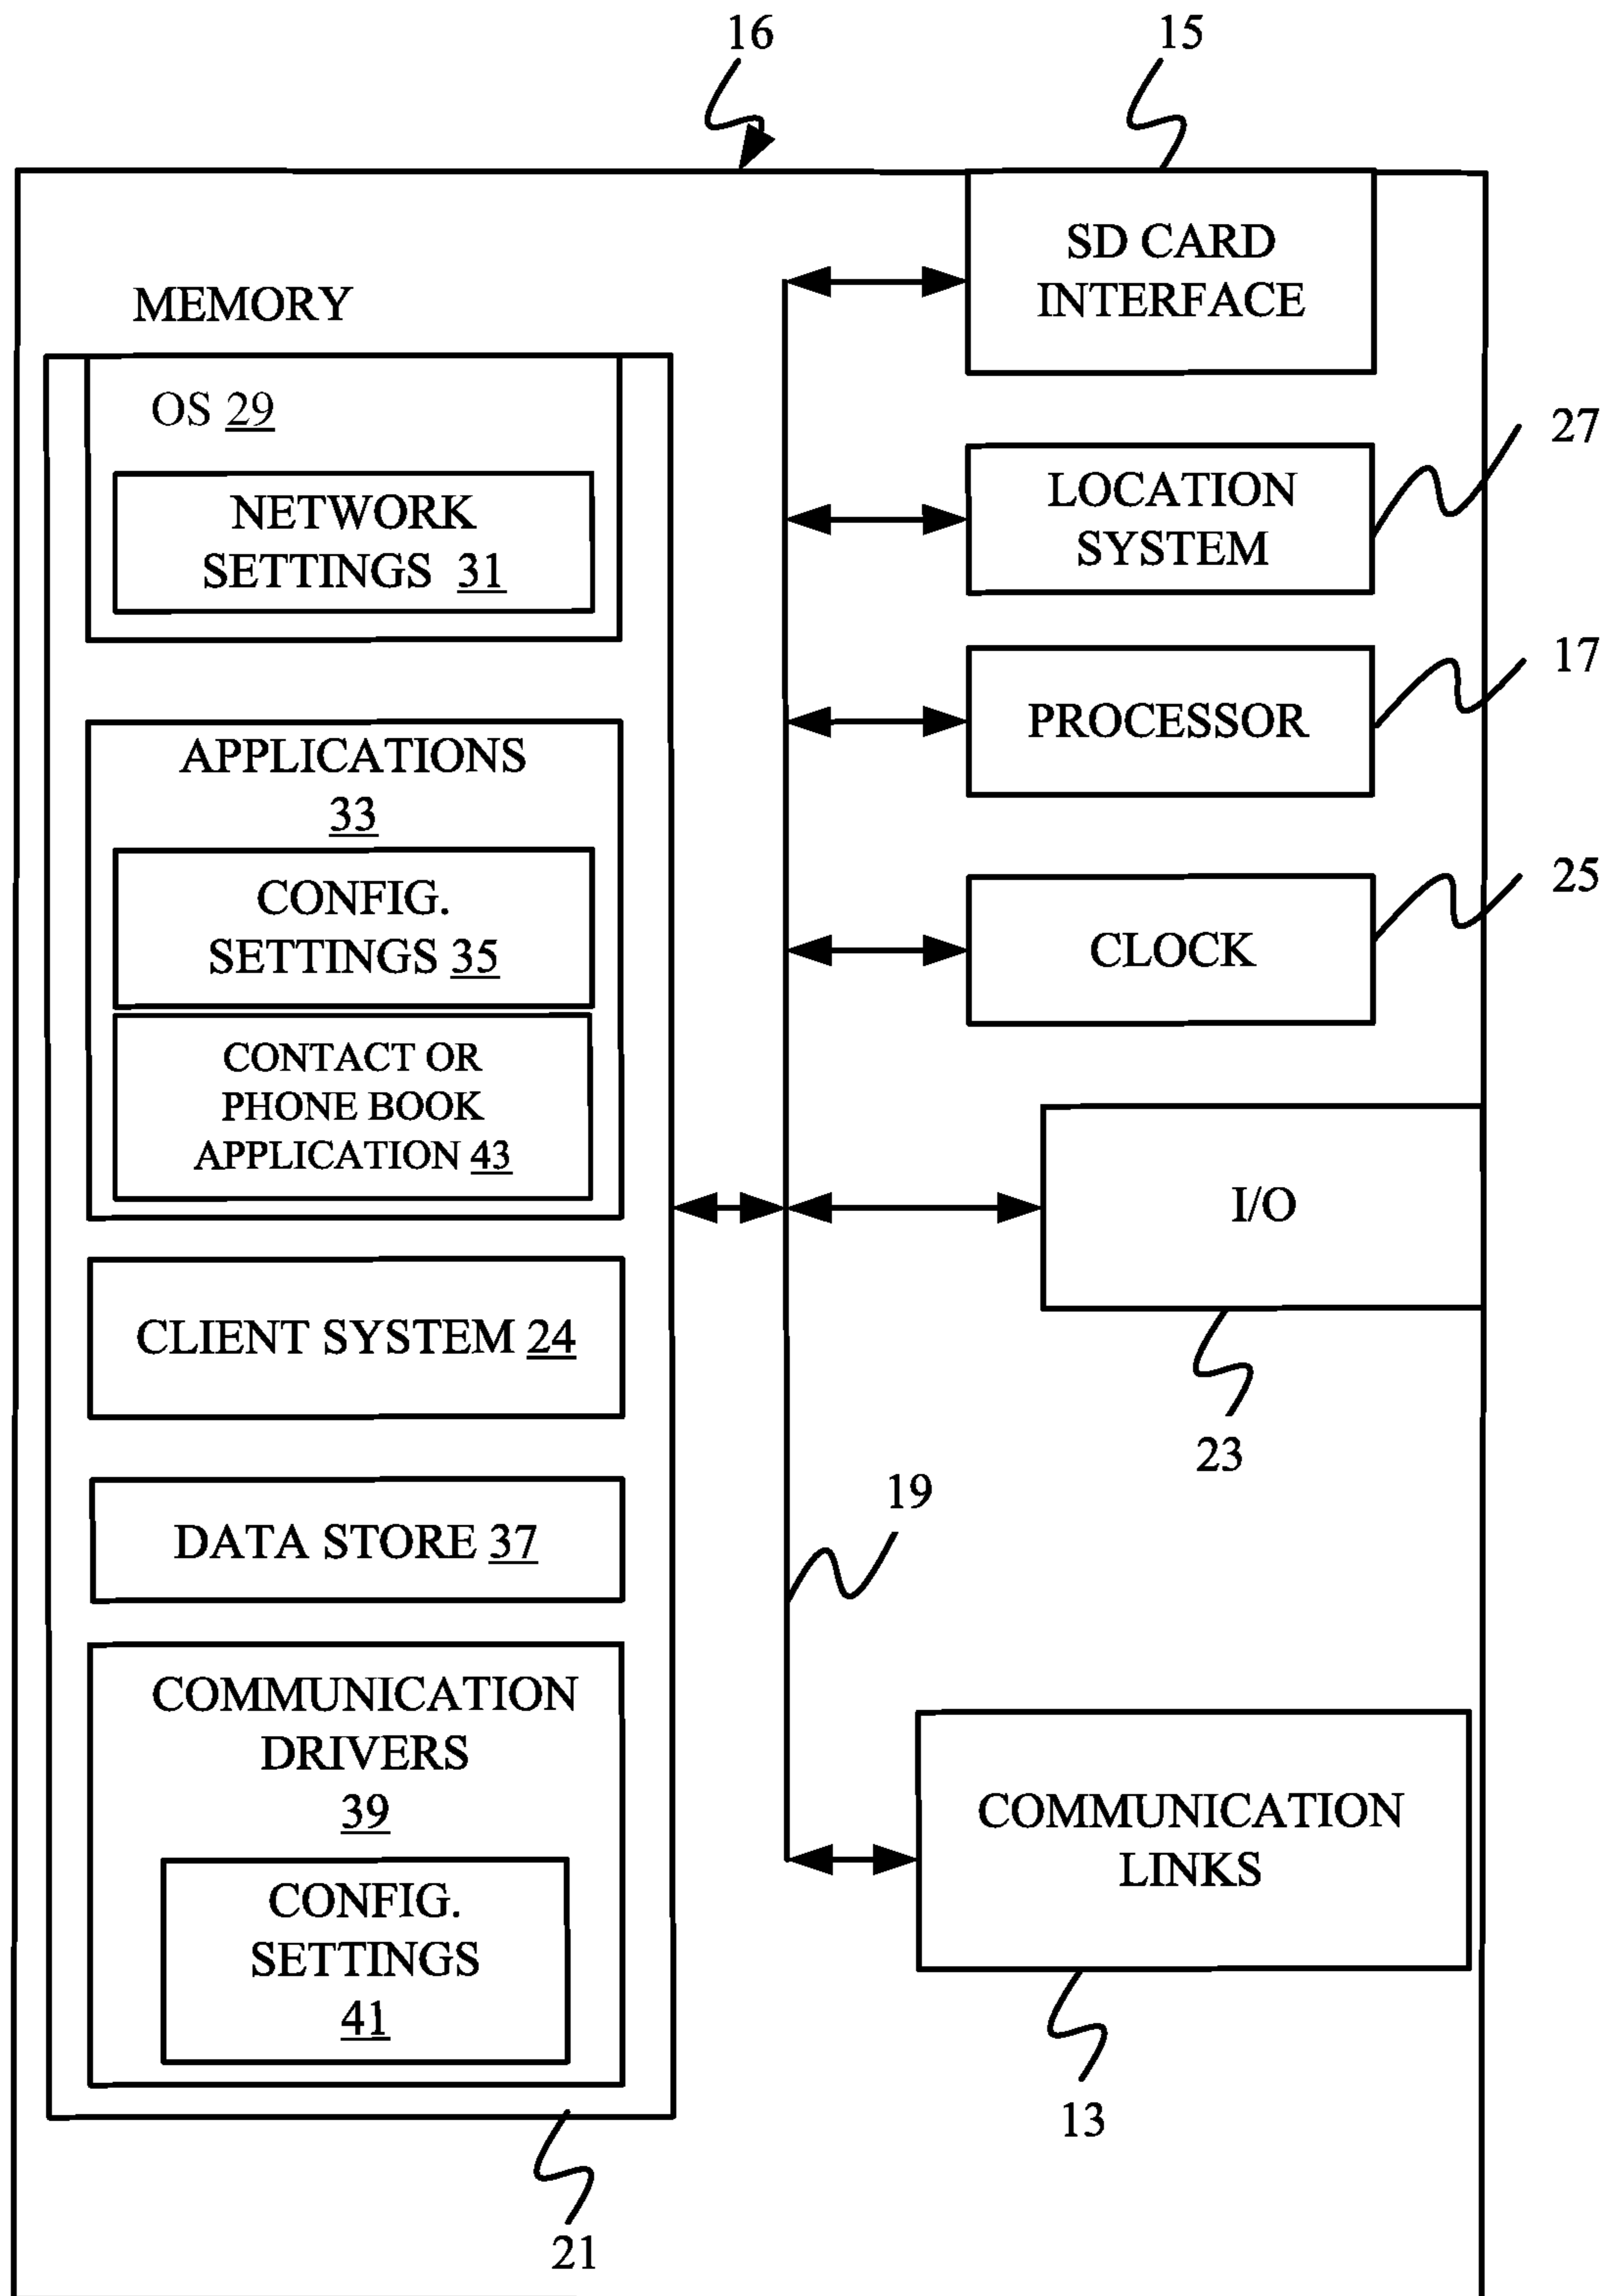 16
15
SD CARD
INTERFACE
MEMORY
OS 29
NETWORK
SETTINGS 31
APPLICATIONS
33
CONFIG.
SETTINGS 35
CONTACT OR
PHONE BOOK
APPLICATION 43
CLIENT SYSTEM 24
DATA STORE 37
COMMUNICATION
DRIVERS
39
CONFIG.
SETTINGS
41
21
27
LOCATION
SYSTEM
17
PROCESSOR
25
CLOCK
I/O
23
19
COMMUNICATION
LINKS
13